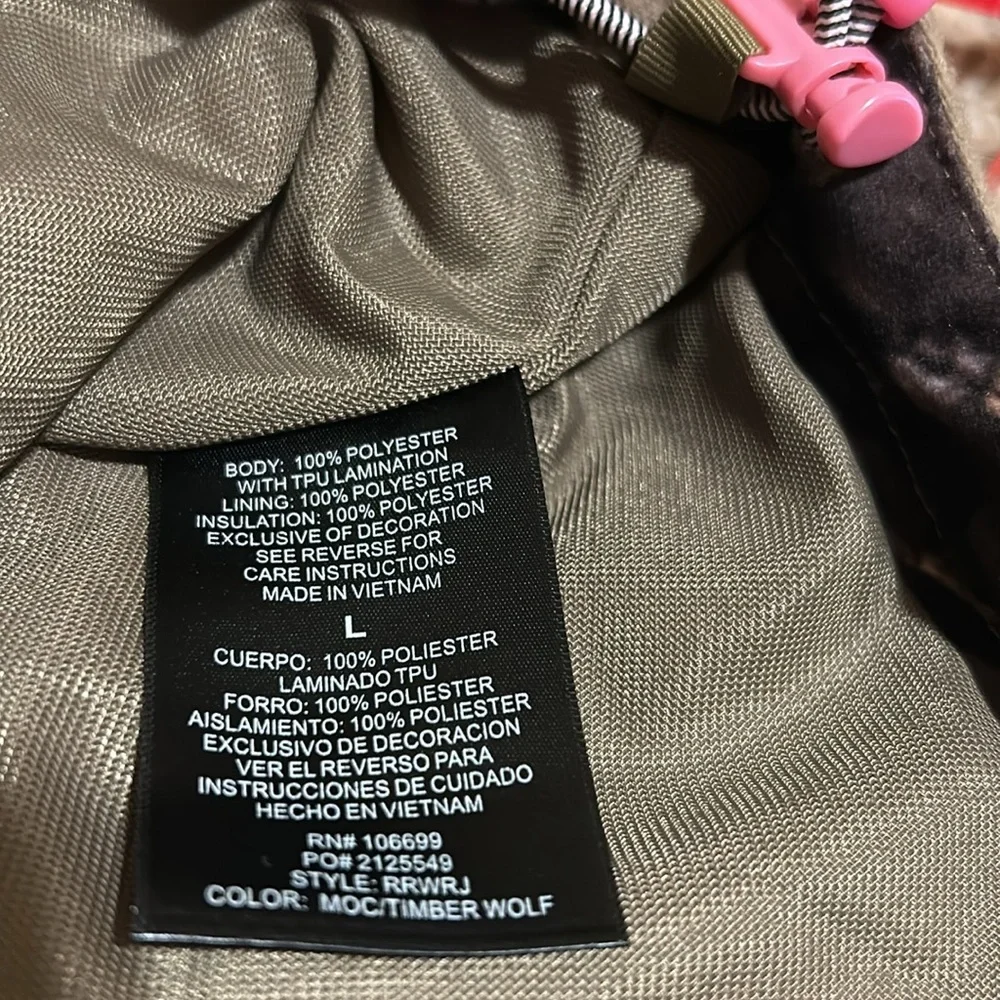 BODY: 100% POLYESTER
WITH TPU LAMINATION
LINING: 100% POLYESTER
INSULATION: 100% POLYESTER
EXCLUSIVE OF DECORATION
SEE REVERSE FOR
CARE INSTRUCTIONS
MADE IN VIETNAM
L
CUERPO: 100% POLIESTER
LAMINADO TPU
FORRO: 100% POLIESTER
AISLAMIENTO: 100% POLIESTER
EXCLUSIVO DE DECORACION
VER EL REVERSO PARA
INSTRUCCIONES DE CUIDADO
HECHO EN VIETNAM
RN# 106699
PO# 2125549
STYLE: RRWRJ
COLOR: MOC/TIMBER WOLF